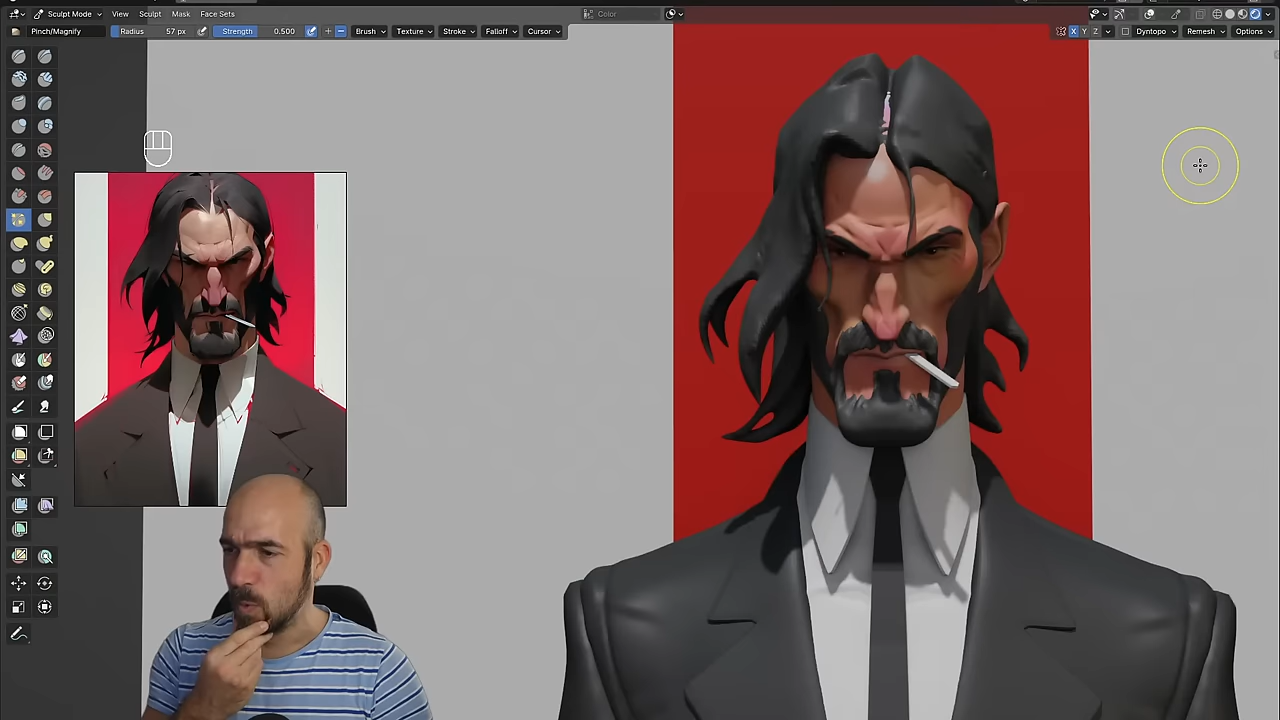 Sculpt Mode View Sculpt Mask Face Sets Color
Pinch/Magnify Radius 57 px Strength 0.500 Brush Texture Stroke Falloff Cursor X Y Z Dyntopo Remesh Options